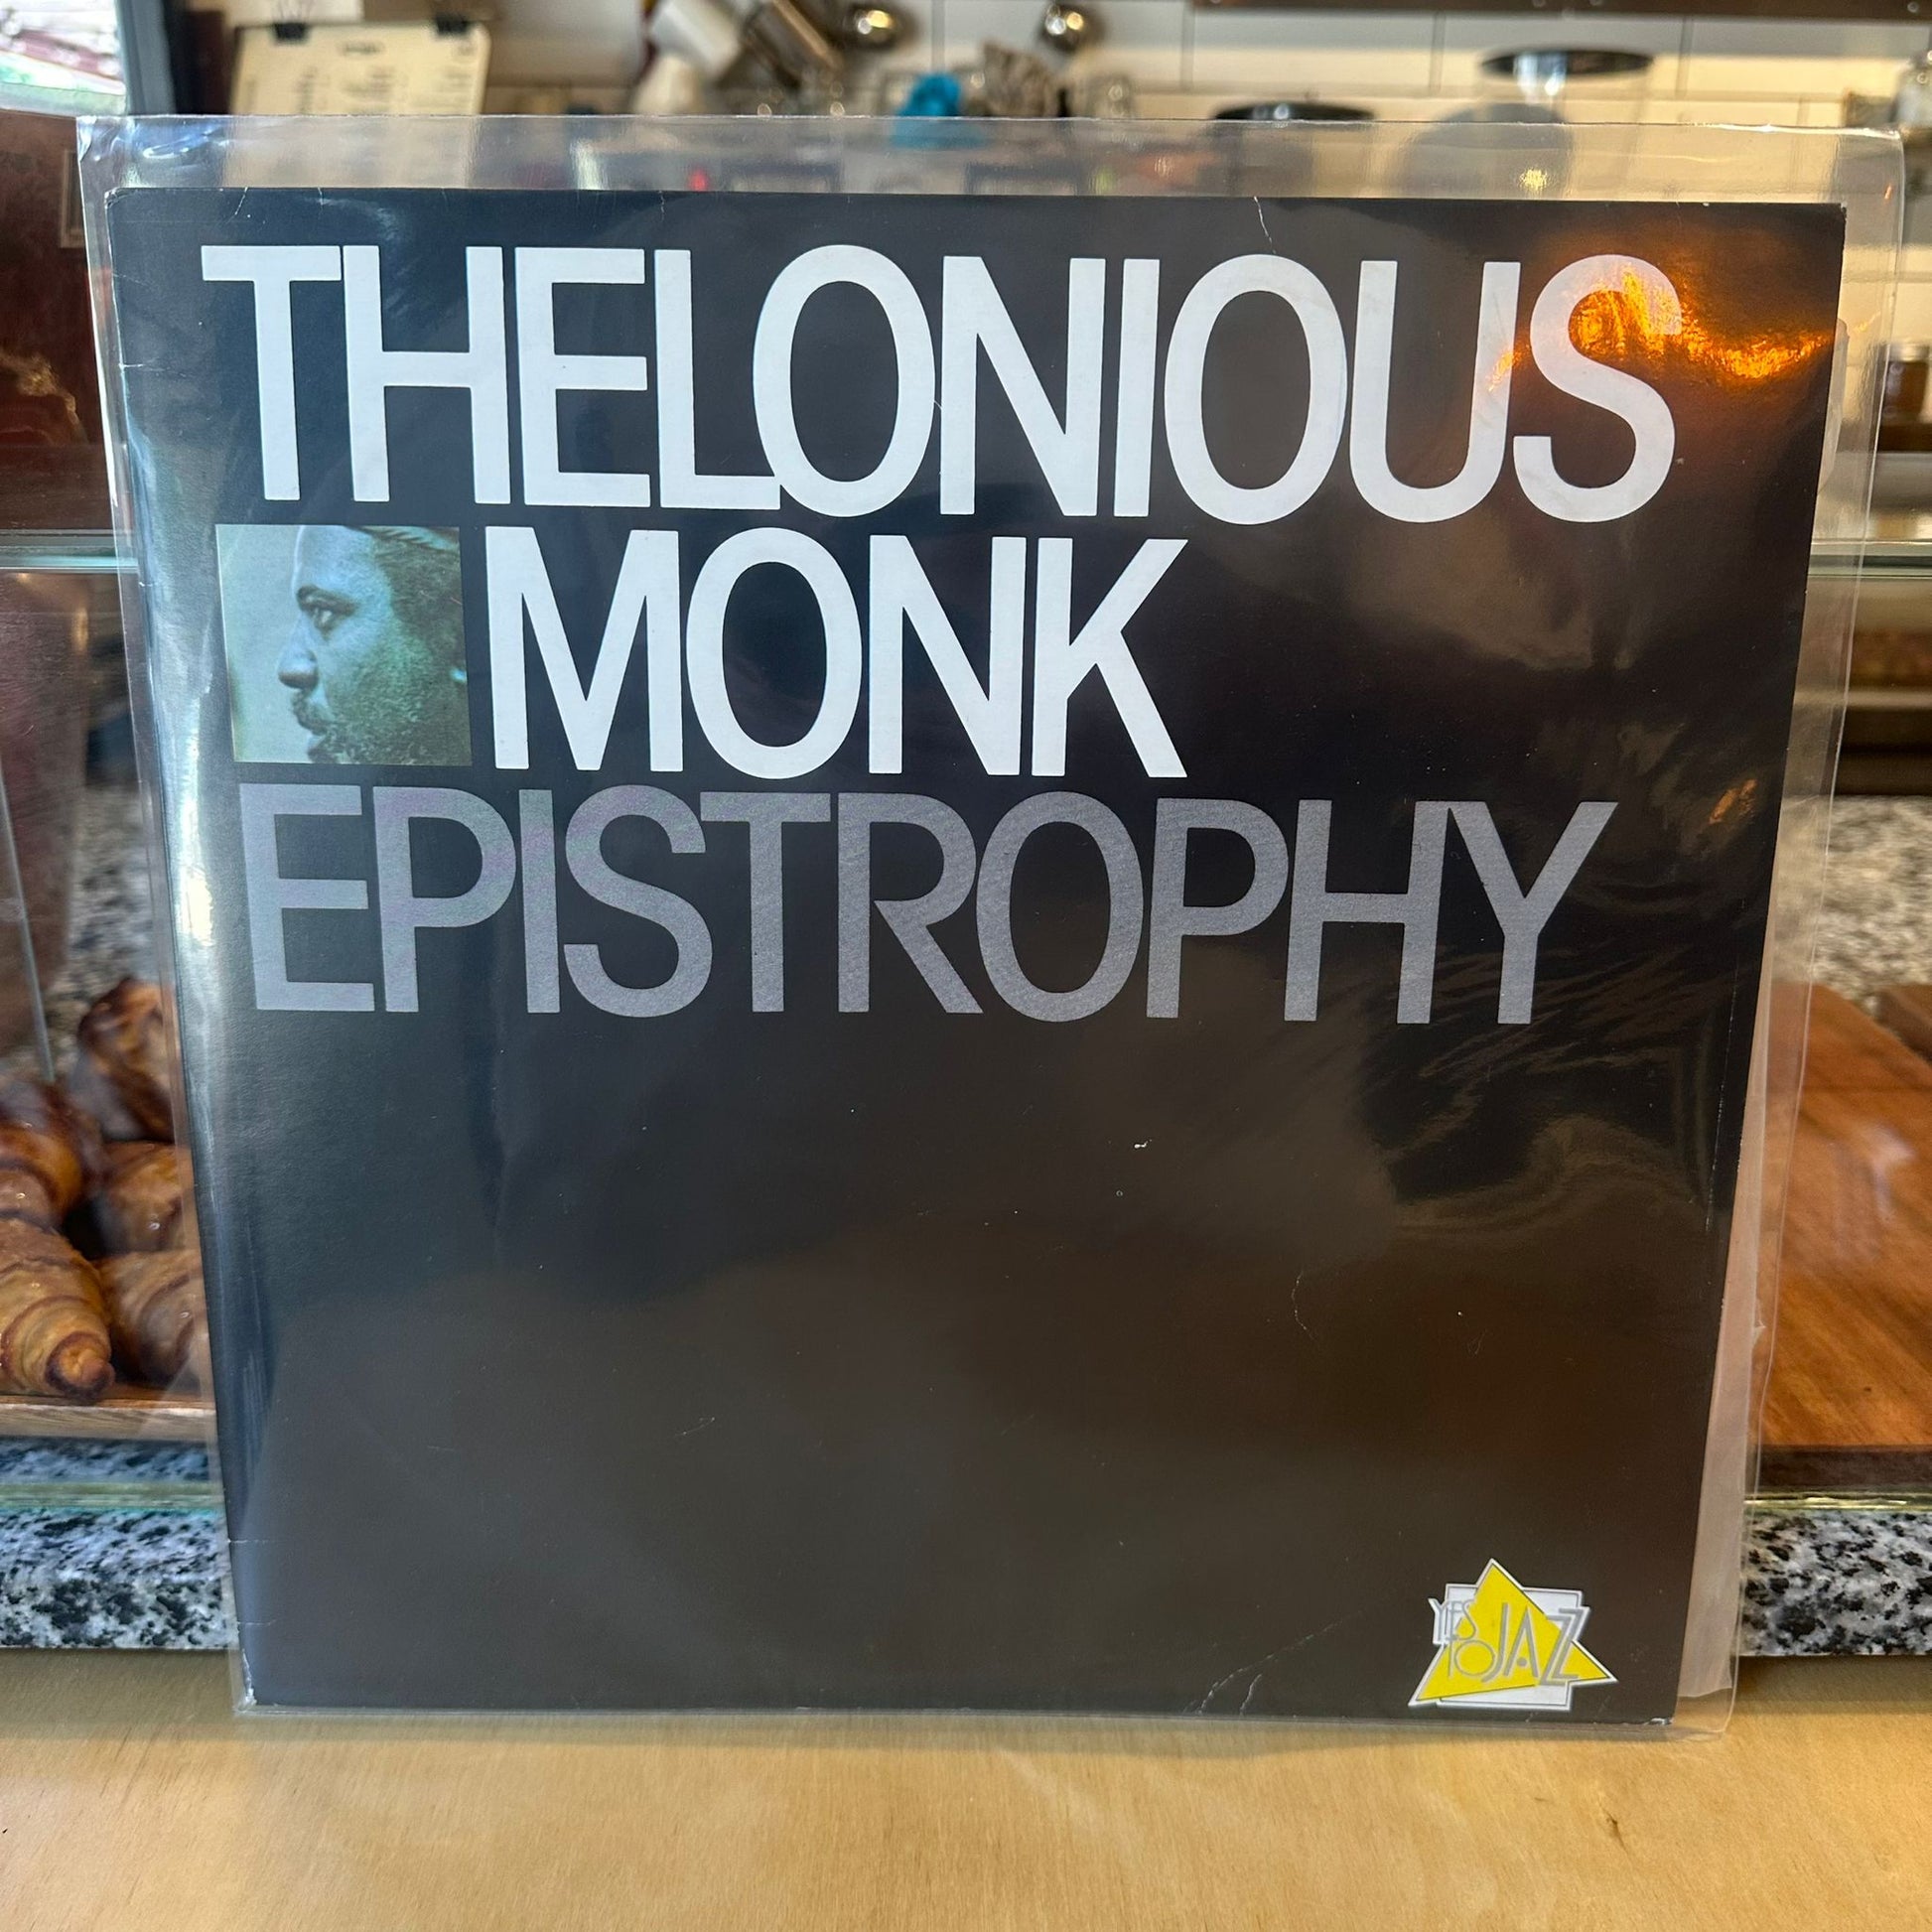 THELONIOUS
MONK
EPISTROPHY
YES
TO JAZZ